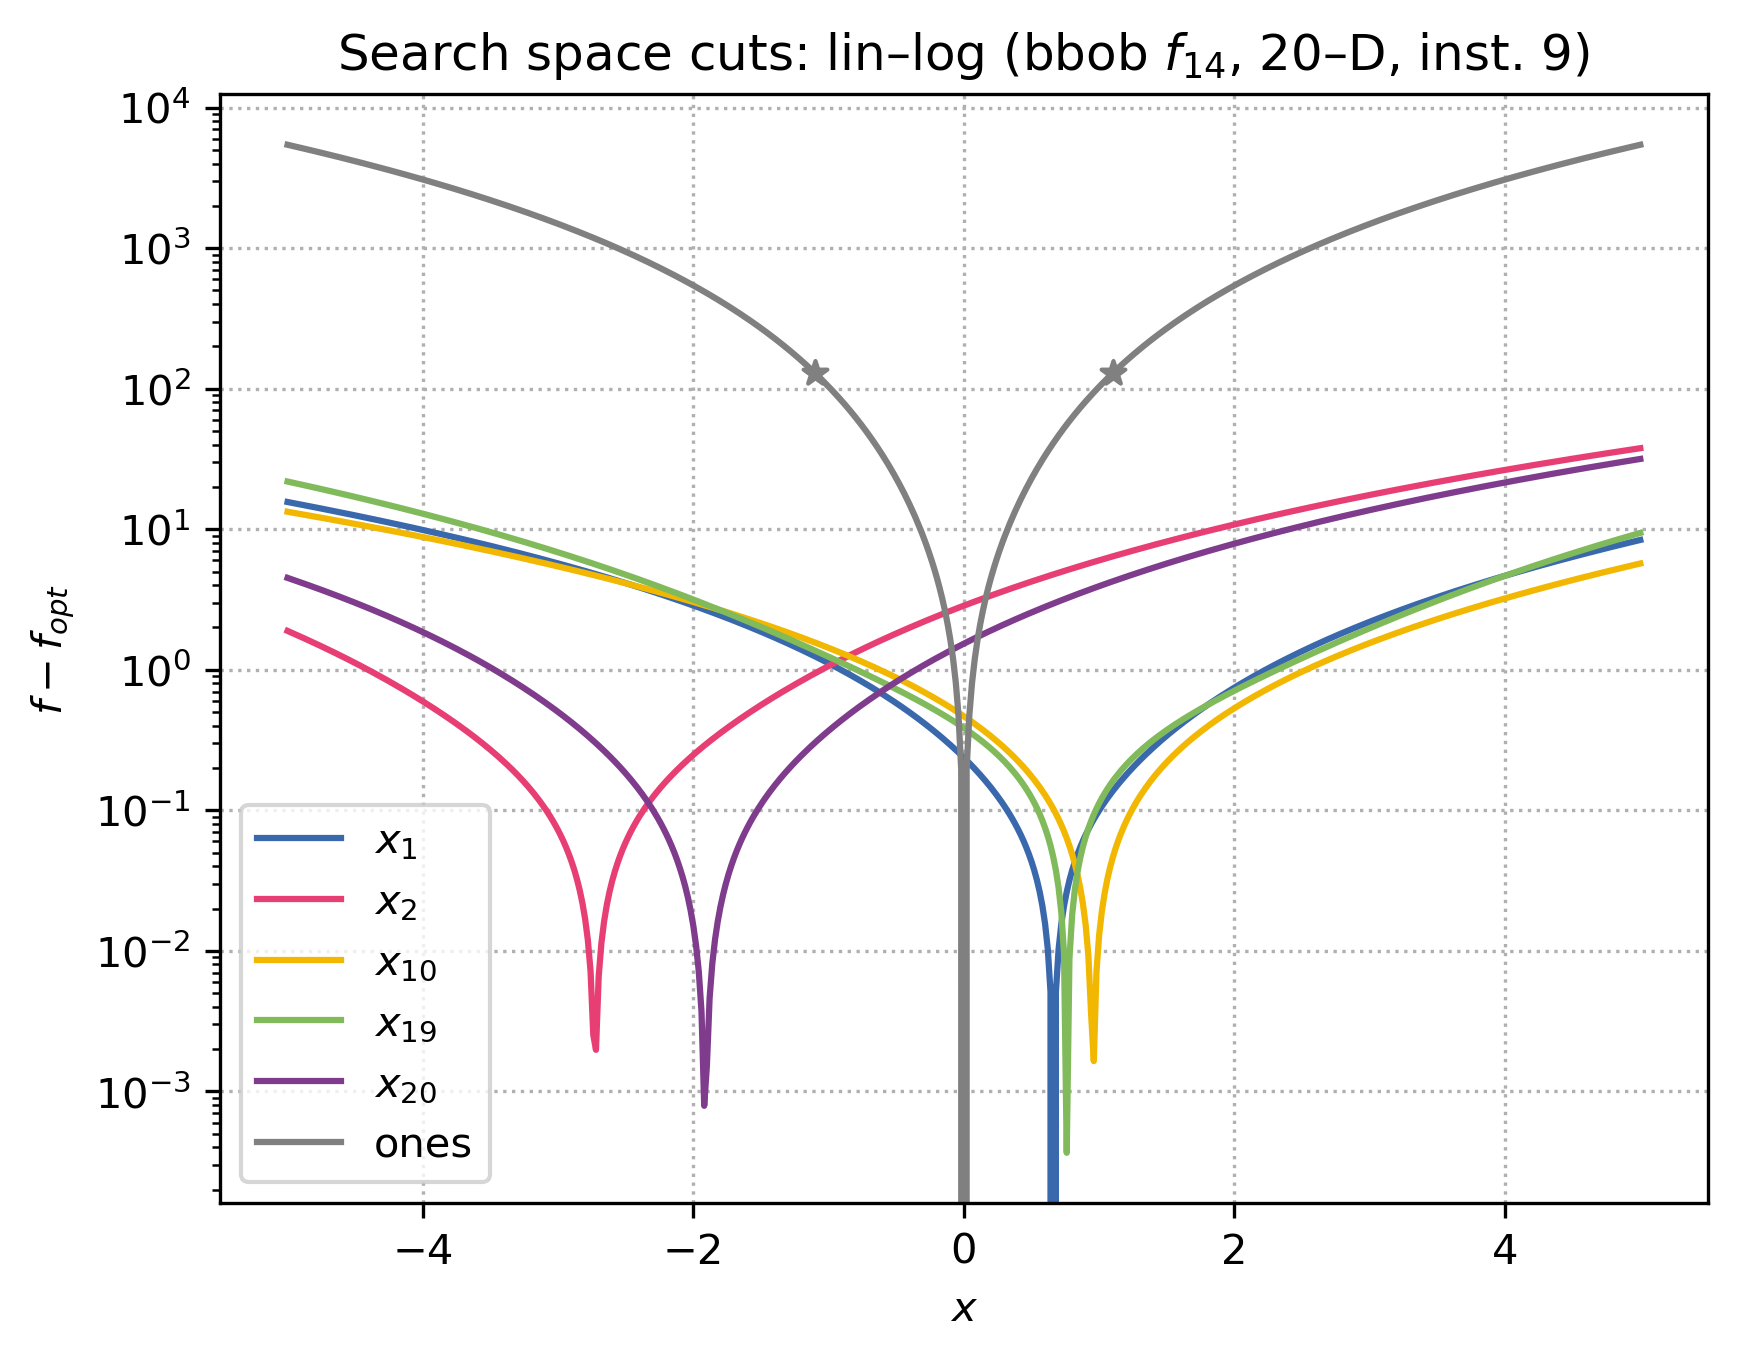 Search space cuts: lin–log (bbob f14, 20–D, inst. 9)
10^4
10^3
10^2
10^1
10^0
10^−1
10^−2
10^−3
f − fopt
x1
x2
x10
x19
x20
ones
−4 −2 0 2 4
x